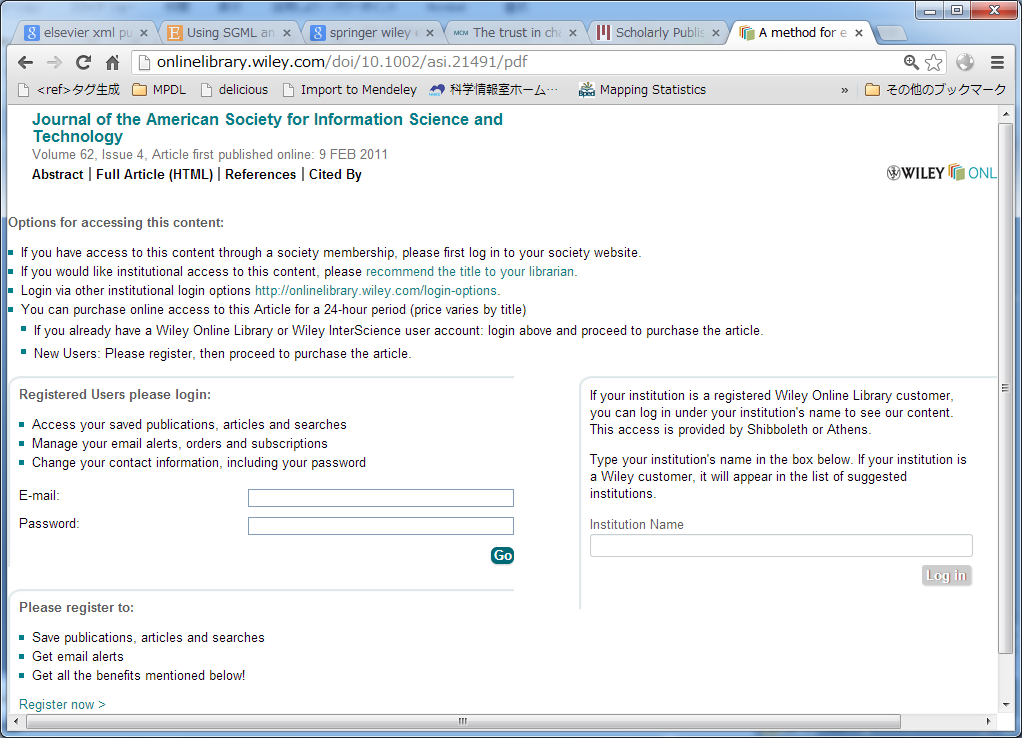 elsevier xml pu
Using SGML an
springer wiley
The trust in cha
Scholarly Publis
A method for e
onlinelibrary.wiley.com/doi/10.1002/asi.21491/pdf
<ref>タグ生成
MPDL
delicious
Import to Mendeley
科学情報室ホーム…
Mapping Statistics
»
その他のブックマーク
Journal of the American Society for Information Science and
Technology
Volume 62, Issue 4, Article first published online: 9 FEB 2011
Abstract | Full Article (HTML) | References | Cited By
WILEY ONL
Options for accessing this content:
If you have access to this content through a society membership, please first log in to your society website.
If you would like institutional access to this content, please recommend the title to your librarian.
Login via other institutional login options http://onlinelibrary.wiley.com/login-options.
You can purchase online access to this Article for a 24-hour period (price varies by title)
If you already have a Wiley Online Library or Wiley InterScience user account: login above and proceed to purchase the article.
New Users: Please register, then proceed to purchase the article.
Registered Users please login:
Access your saved publications, articles and searches
Manage your email alerts, orders and subscriptions
Change your contact information, including your password
E-mail:
Password:
Go
Please register to:
Save publications, articles and searches
Get email alerts
Get all the benefits mentioned below!
Register now >
If your institution is a registered Wiley Online Library customer,
you can log in under your institution's name to see our content.
This access is provided by Shibboleth or Athens.
Type your institution's name in the box below. If your institution is
a Wiley customer, it will appear in the list of suggested
institutions.
Institution Name
Log in